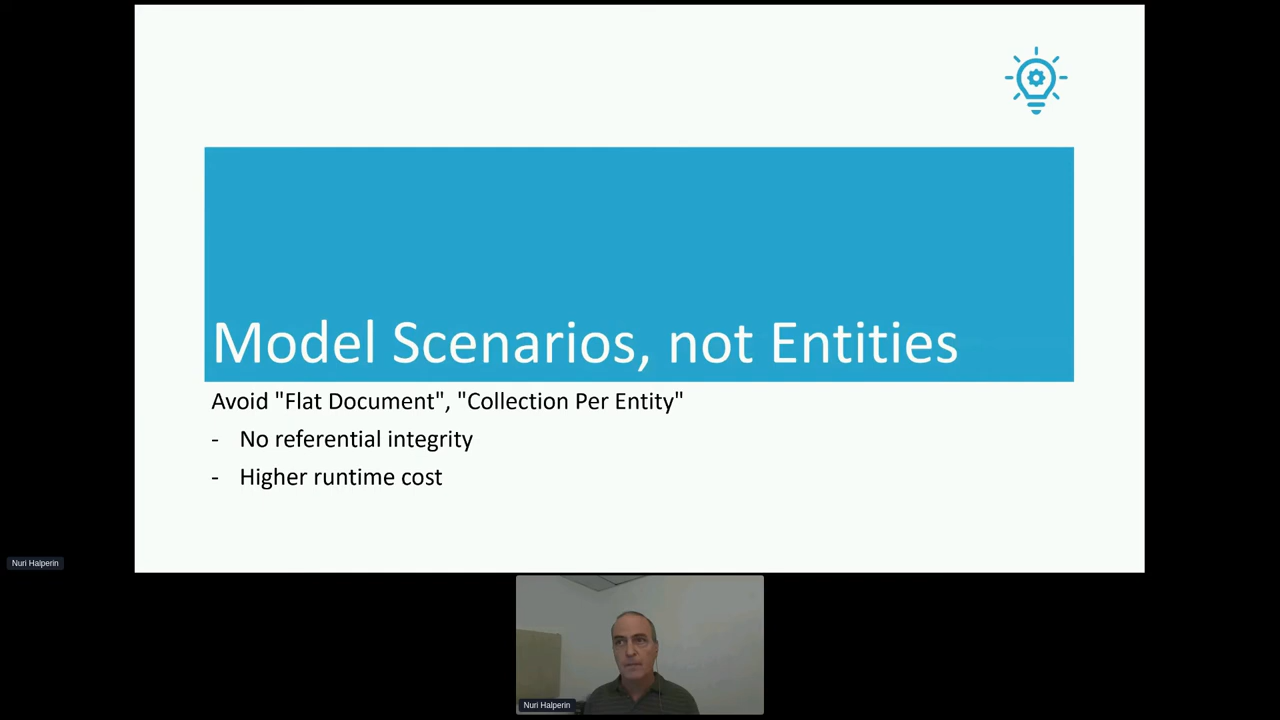 Model Scenarios, not Entities
Avoid "Flat Document", "Collection Per Entity"
- No referential integrity
- Higher runtime cost
Nuri Halperin
Nuri Halperin